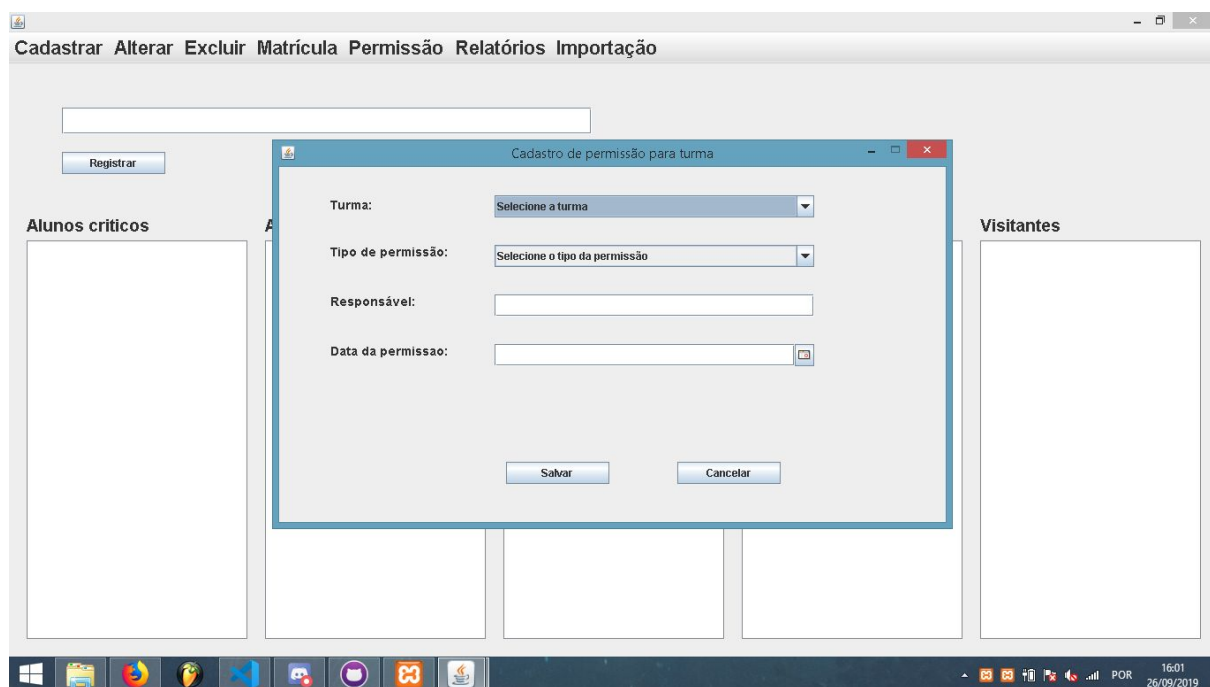 Cadastrar Alterar Excluir Matrícula Permissão Relatórios Importação
Registrar
Cadastro de permissão para turma
Turma:
Selecione a turma
Tipo de permissão:
Selecione o tipo da permissão
Responsável:
Data da permissao:
Salvar Cancelar
Alunos criticos
A
Visitantes
POR
16:01
26/09/2019